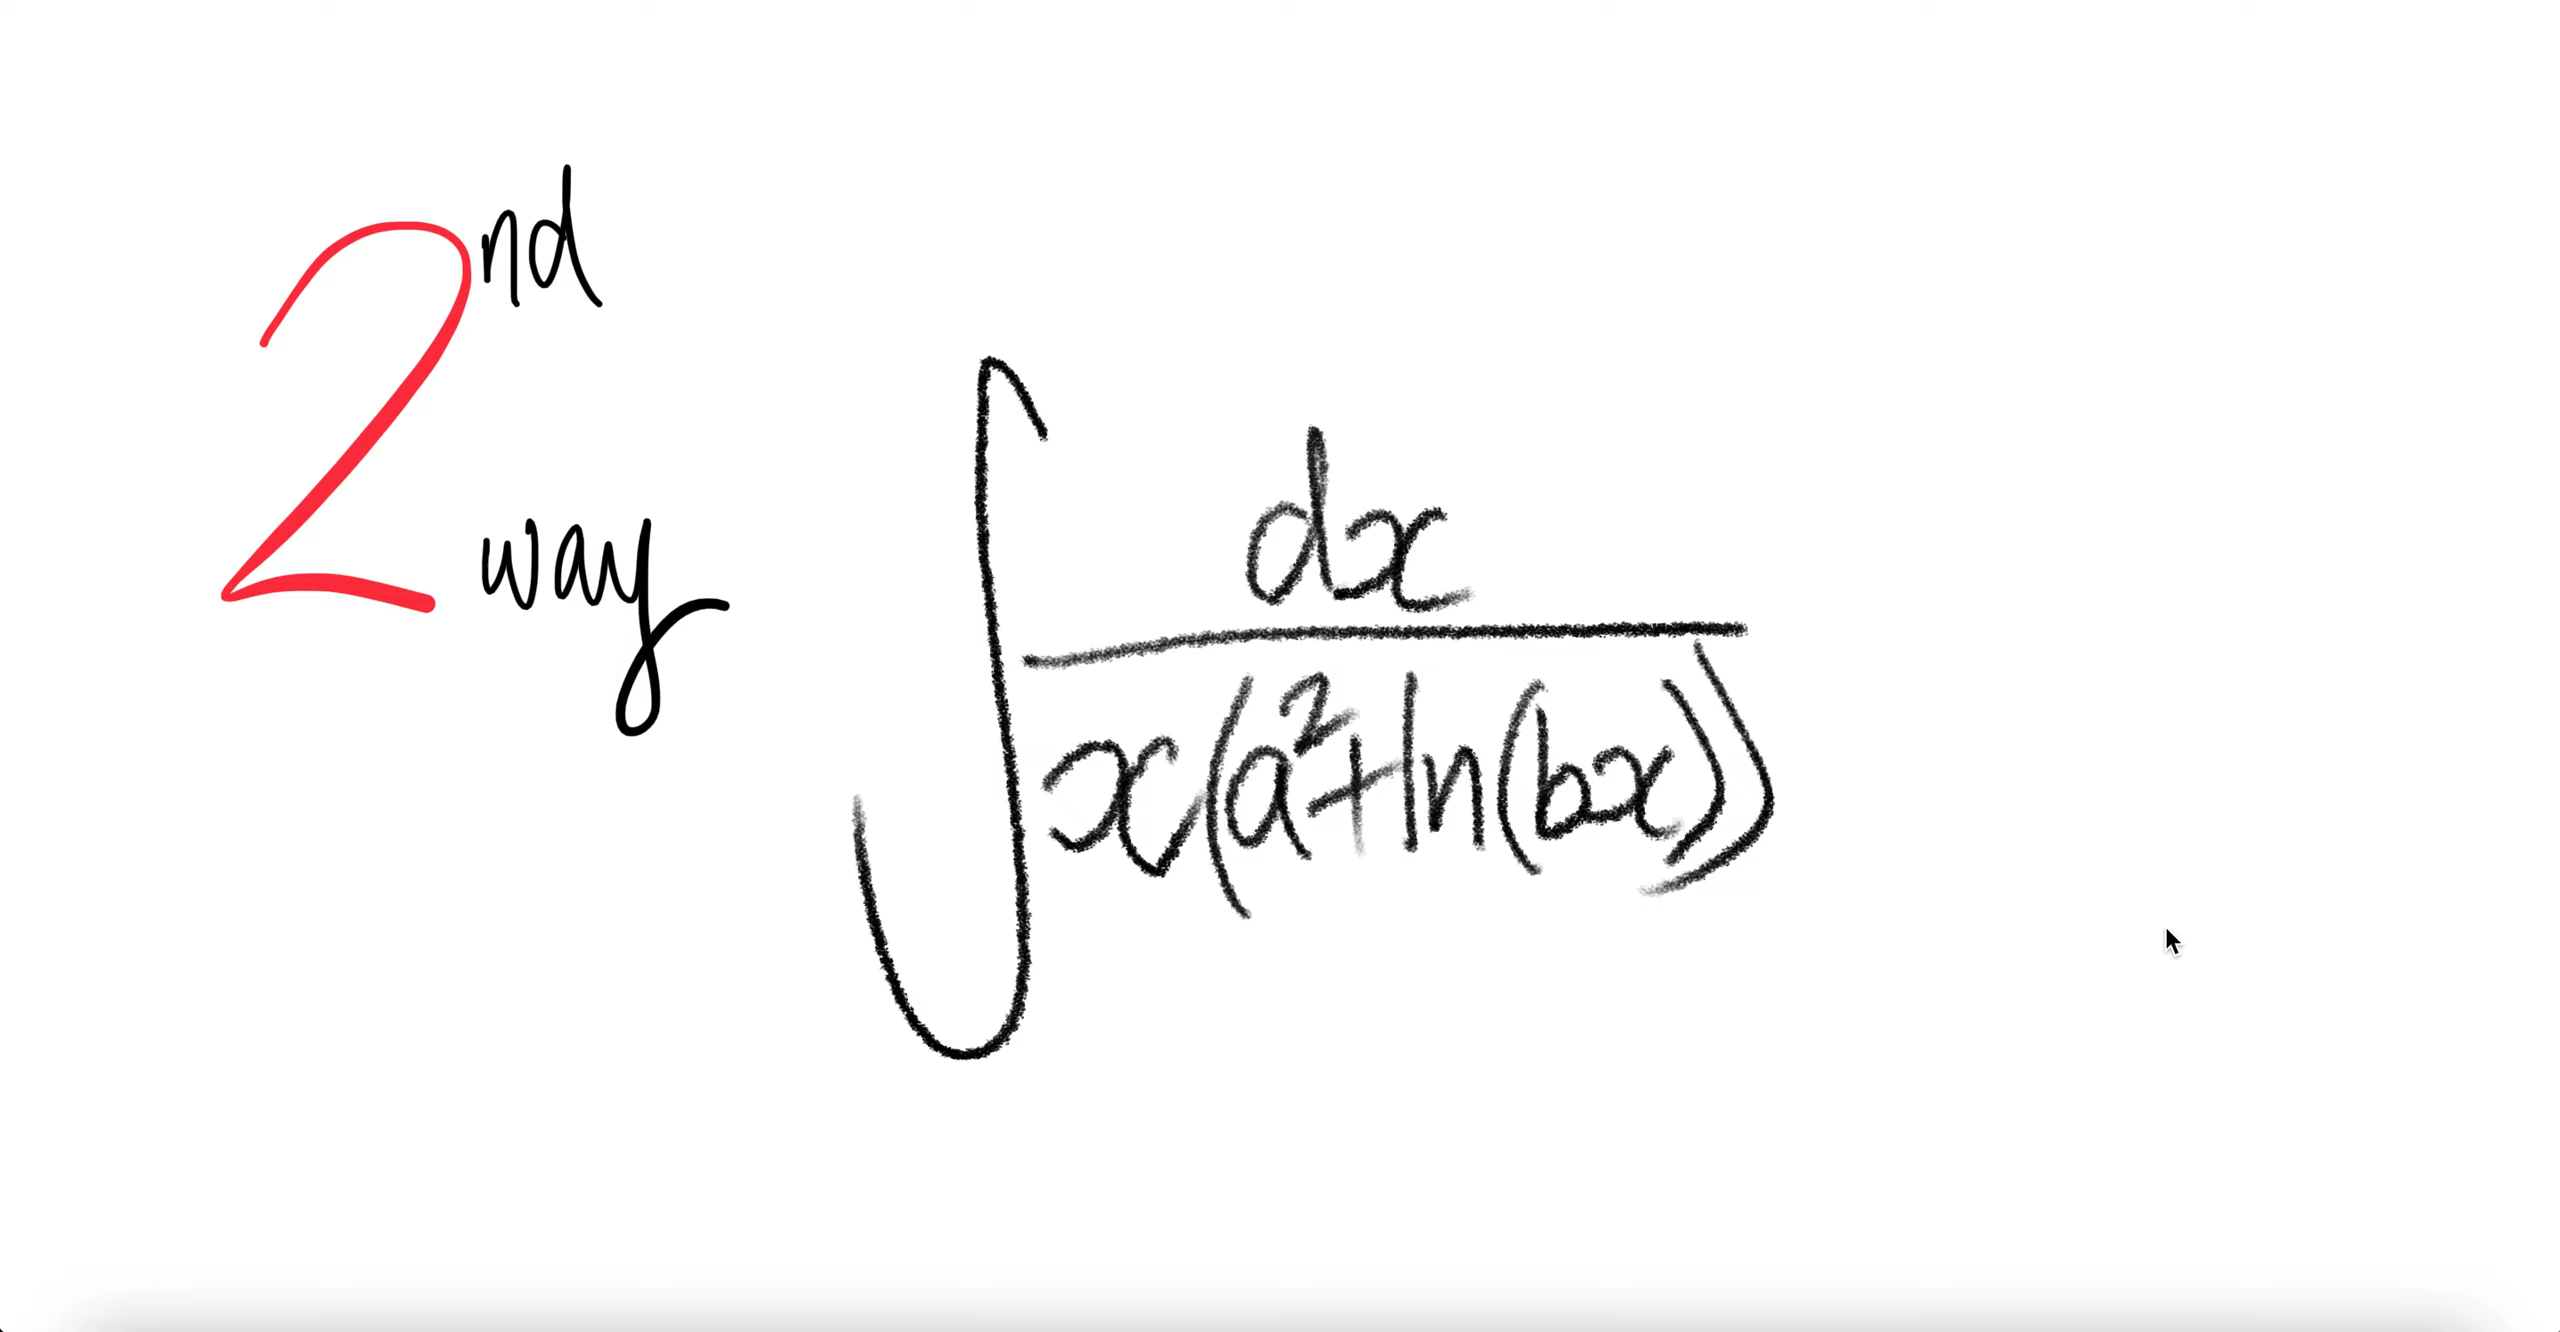 2nd
way
∫ dx
x(a²+ln(bx))